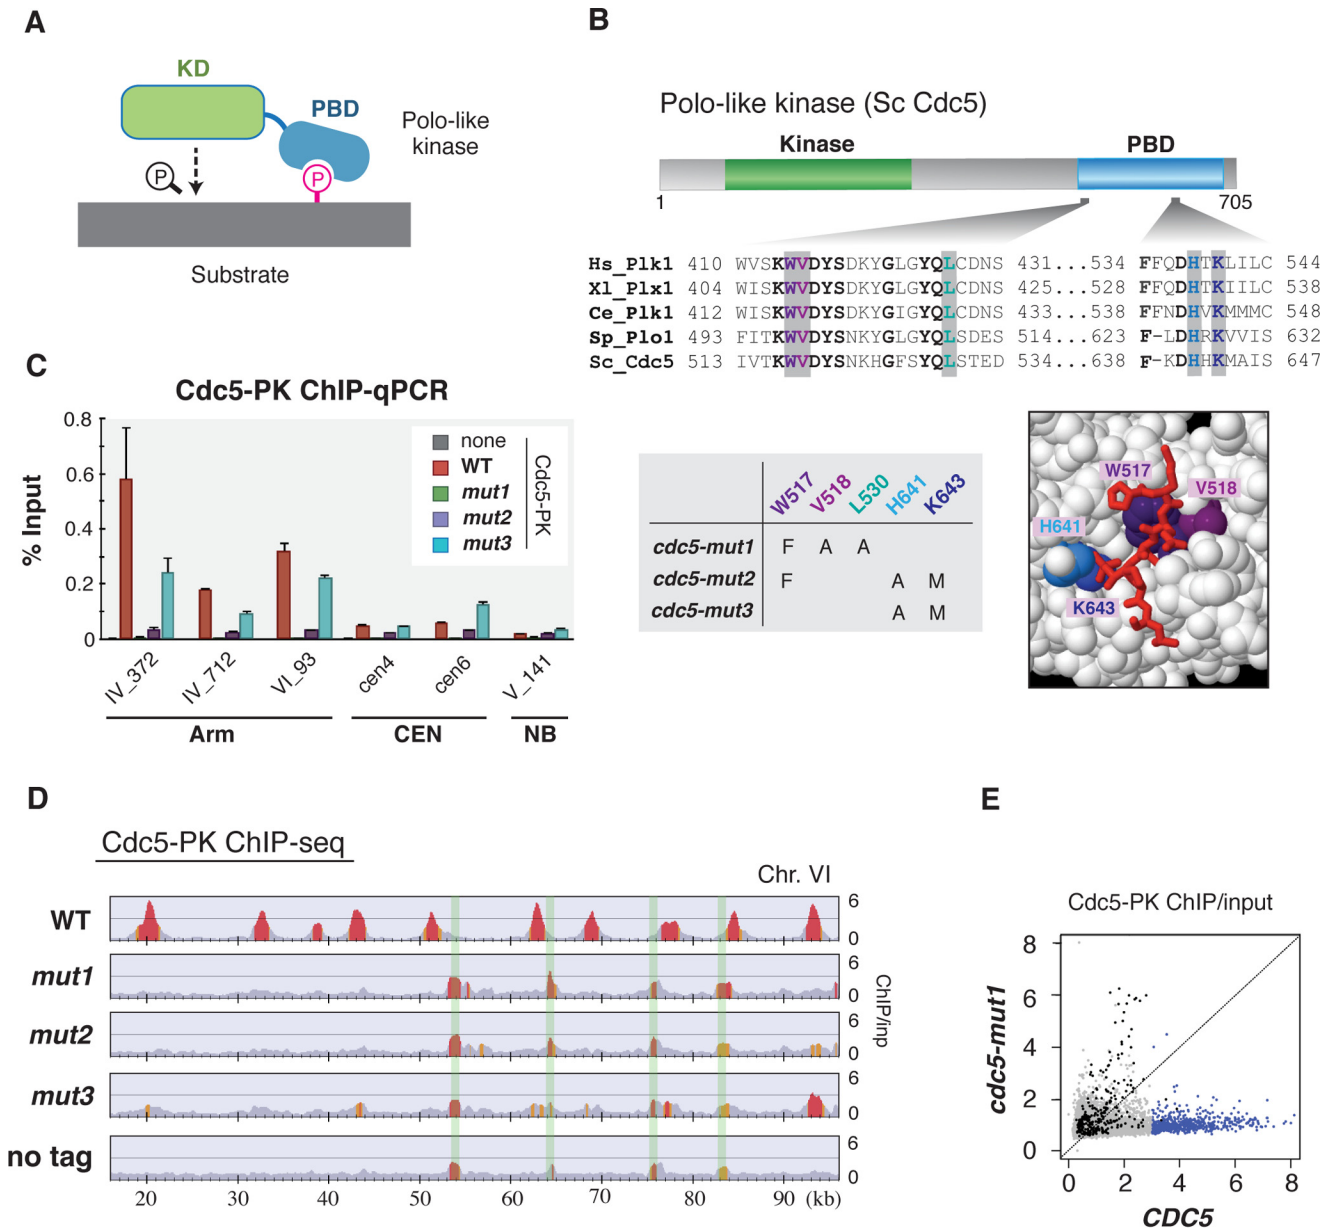 A
KD
PBD
Polo-like
kinase
P
P
Substrate
B
Polo-like kinase (Sc Cdc5)
Kinase
PBD
1
705
Hs_Plk1 410 WVSKWVDYSDKYGLGYQLCDNS 431...534 FFQDHTKLILC 544
Xl_Plx1 404 WISKWVDYSDKYGLGYQLCDNS 425...528 FFQDHTKIILC 538
Ce_Plk1 412 WISKWVDYSDKYGIGYQLCDNS 433...538 FFNDHVKMMMC 548
Sp_Plo1 493 FITKWVDYSNKYGLGYQLSDES 514...623 F-LDHRKVVIS 632
Sc_Cdc5 513 IVTKWVDYSNKHGFSYQLSTED 534...638 F-KDHHKMAIS 647
W517 V518 L530 H641 K643
cdc5-mut1 F A A
cdc5-mut2 F A M
cdc5-mut3 A M
W517
V518
H641
K643
C
Cdc5-PK ChIP-qPCR
% Input
0.8
0.6
0.4
0.2
0
none
WT
mut1
mut2
mut3
Cdc5-PK
IV_372 IV_712 VI_93 cen4 cen6 V_141
Arm CEN NB
D
Cdc5-PK ChIP-seq
Chr. VI
WT 6 0
mut1 6 0
mut2 6 0
mut3 6 0
no tag 6 0
ChIP/inp
20 30 40 50 60 70 80 90 (kb)
E
Cdc5-PK ChIP/input
cdc5-mut1
8
6
4
2
0
0 2 4 6 8
CDC5